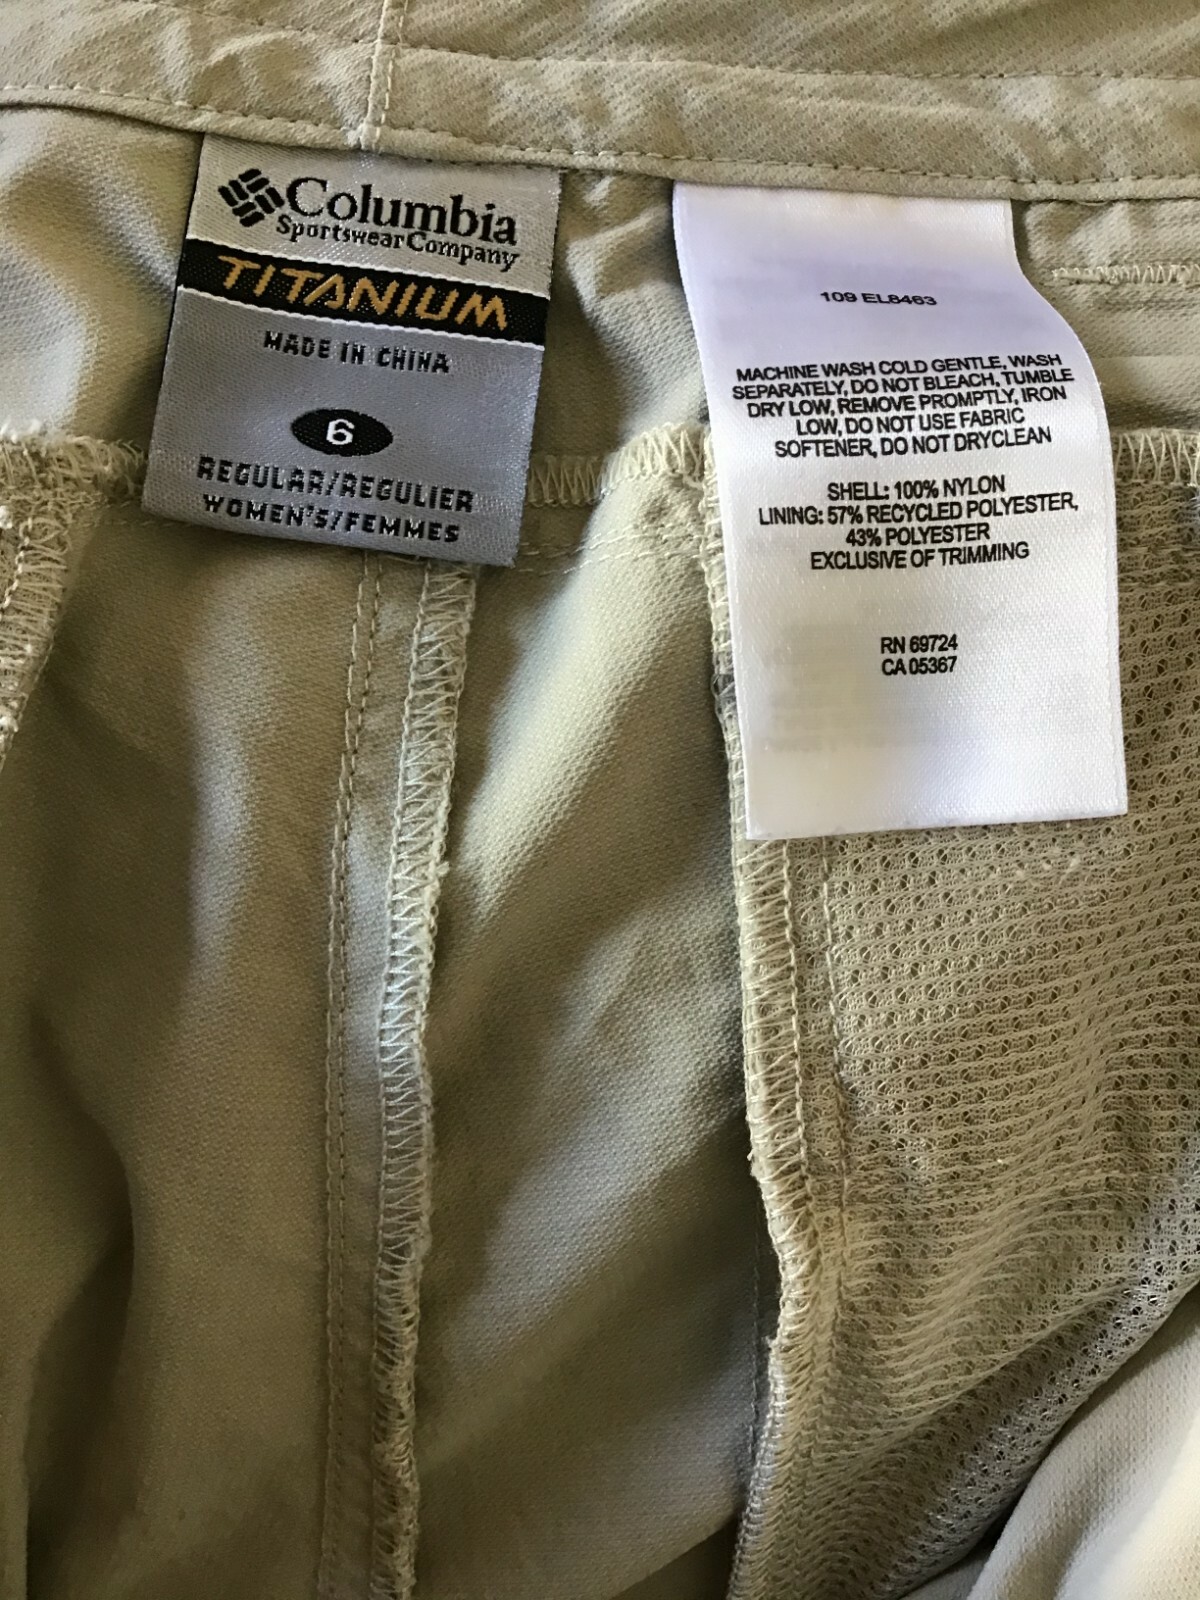 Columbia
Sportswear Company
TITANIUM
MADE IN CHINA
6
REGULAR/REGULIER
WOMEN'S/FEMMES
109 EL8463
MACHINE WASH COLD GENTLE, WASH
SEPARATELY, DO NOT BLEACH, TUMBLE
DRY LOW, REMOVE PROMPTLY, IRON
LOW, DO NOT USE FABRIC
SOFTENER, DO NOT DRYCLEAN
SHELL: 100% NYLON
LINING: 57% RECYCLED POLYESTER,
43% POLYESTER
EXCLUSIVE OF TRIMMING
RN 69724
CA 05367